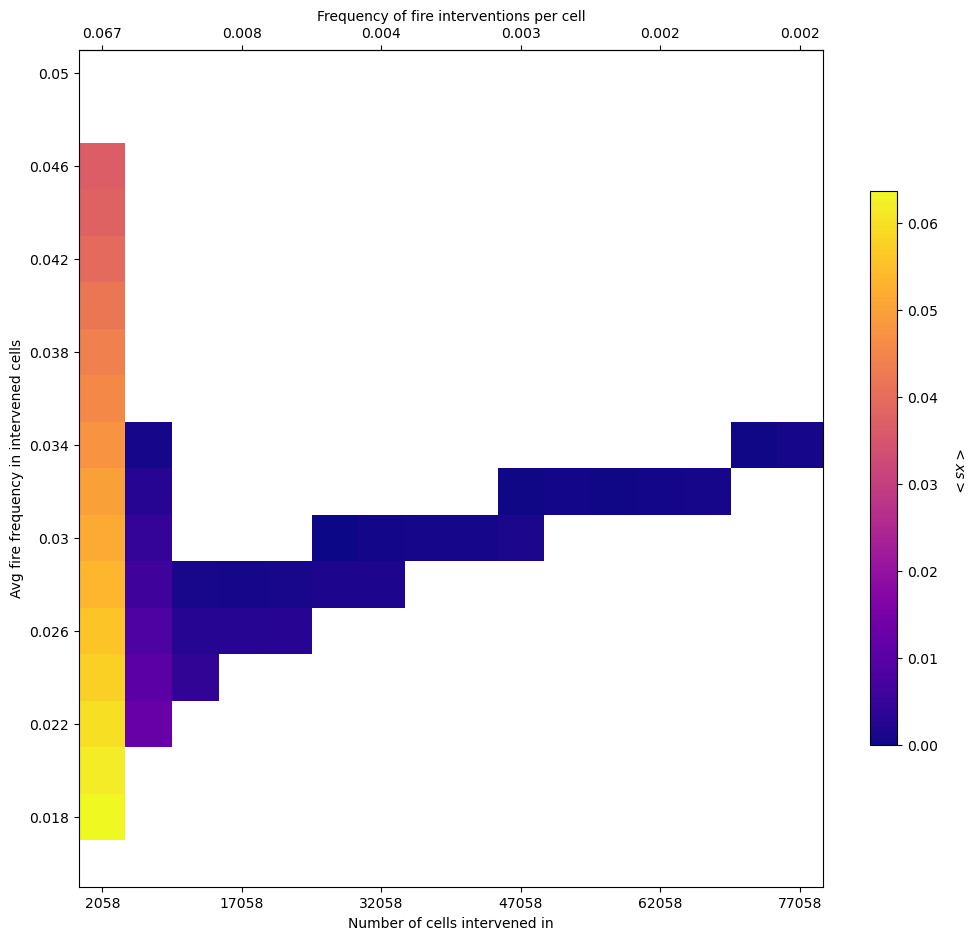 Frequency of fire interventions per cell
0.067 0.008 0.004 0.003 0.002 0.002
0.05
0.046
0.042
0.038
0.034
0.03
0.026
0.022
0.018
Avg fire frequency in intervened cells
2058 17058 32058 47058 62058 77058
Number of cells intervened in
0.06
0.05
0.04
0.03
0.02
0.01
0.00
< sx >